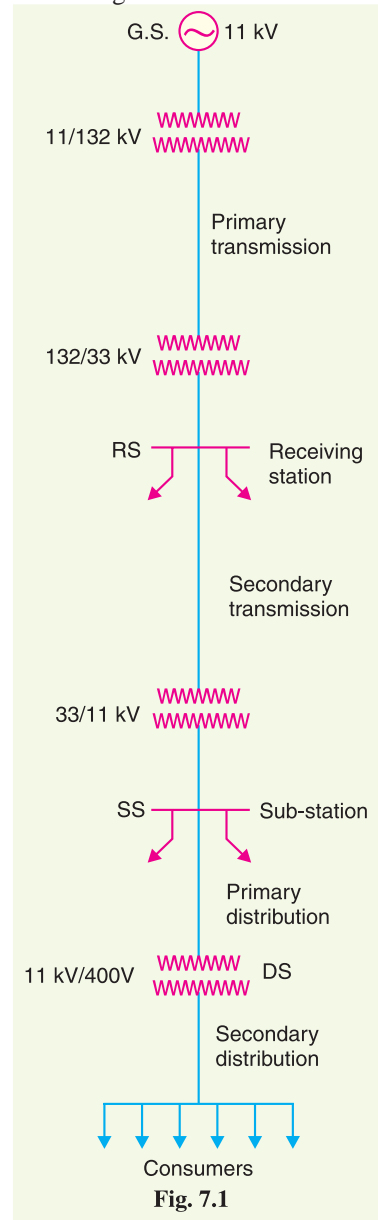 G.S. 11 kV
11/132 kV
Primary
transmission
132/33 kV
RS
Receiving
station
Secondary
transmission
33/11 kV
SS
Sub-station
Primary
distribution
11 kV/400V
DS
Secondary
distribution
Consumers
Fig. 7.1